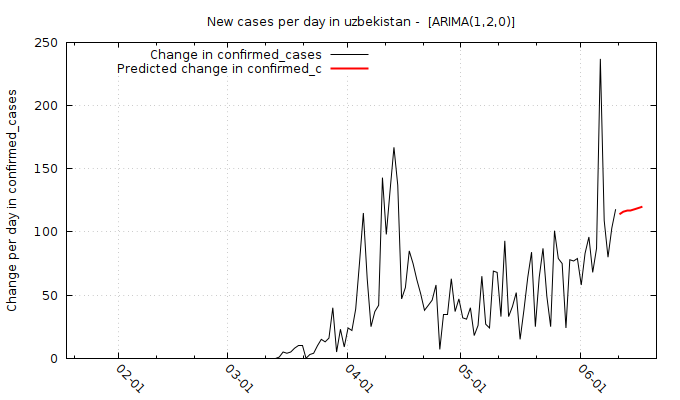 New cases per day in uzbekistan -  [ARIMA(1,2,0)]
Change in confirmed_cases
Predicted change in confirmed_c
Change per day in confirmed_cases
250
200
150
100
50
0
02-01
03-01
04-01
05-01
06-01